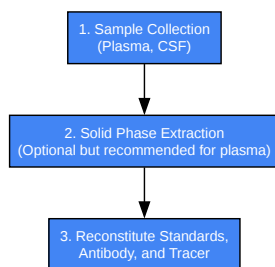 1. Sample Collection
(Plasma, CSF)
2. Solid Phase Extraction
(Optional but recommended for plasma)
3. Reconstitute Standards,
Antibody, and Tracer